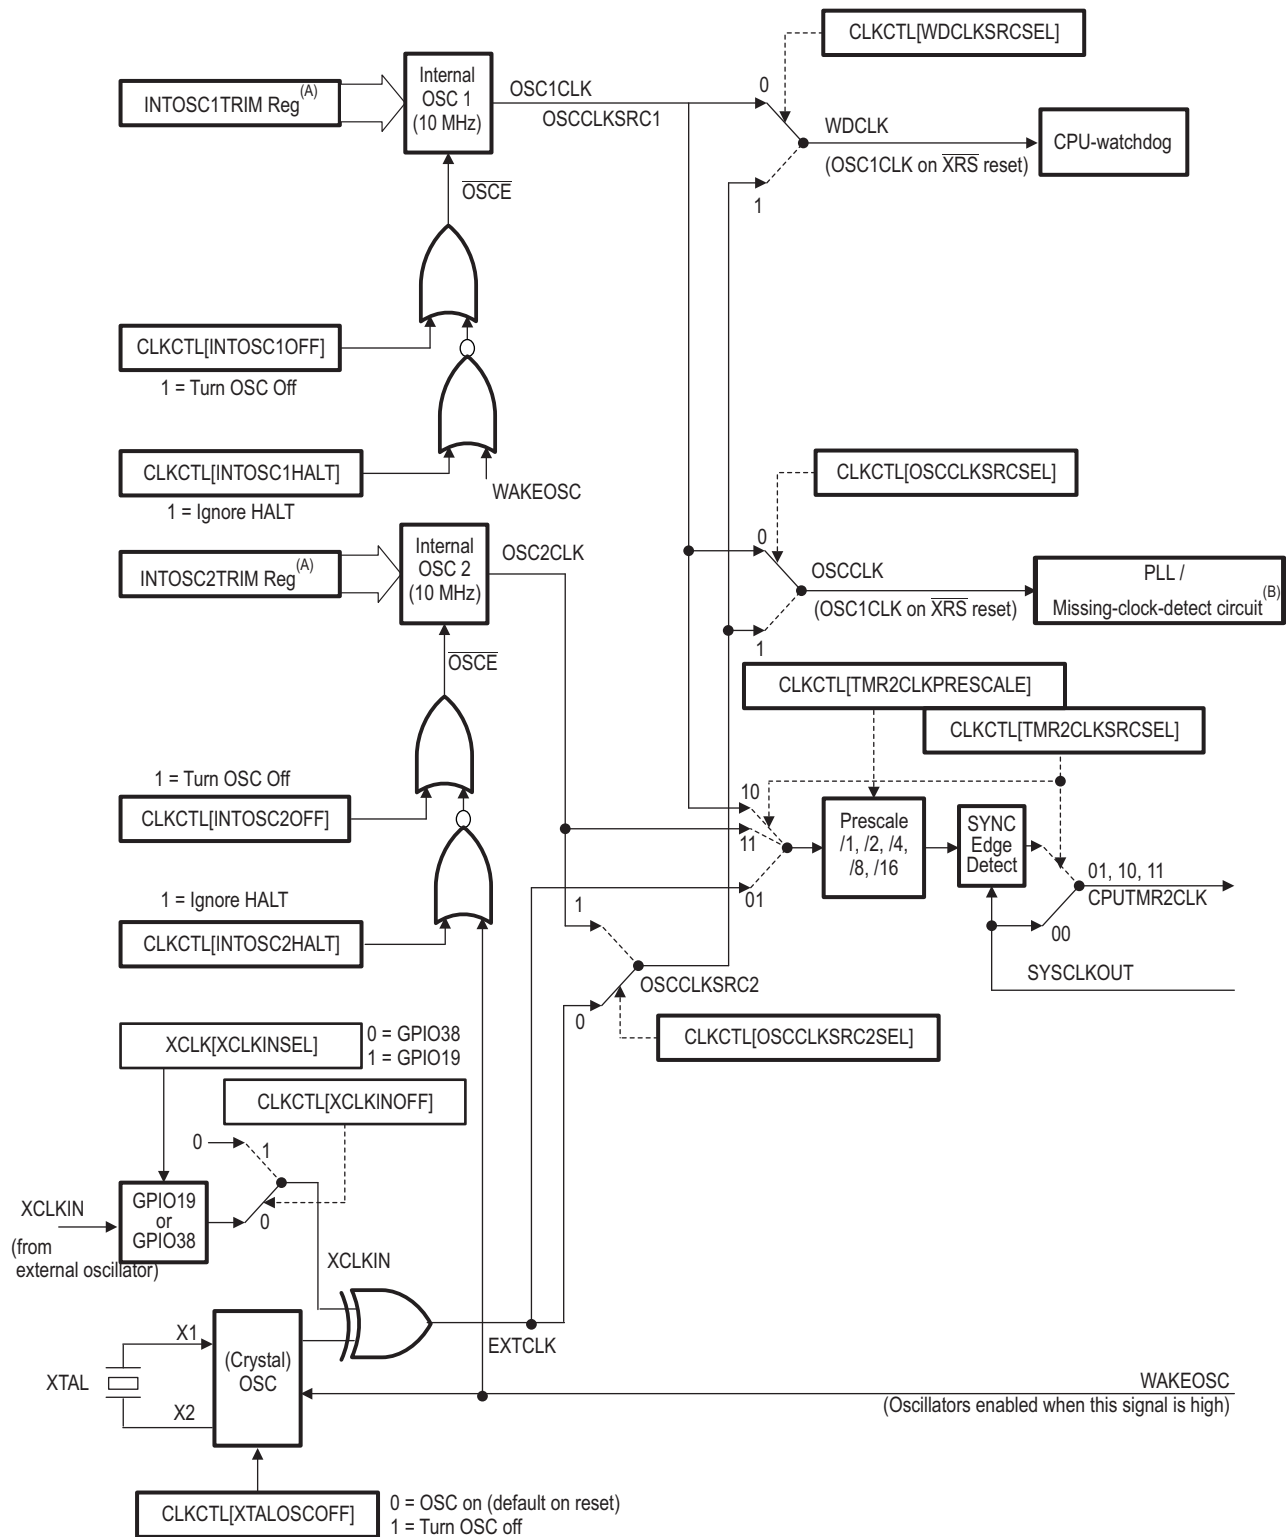 CLKCTL[WDCLKSRCSEL]
INTOSC1TRIM Reg (A)
Internal
OSC 1
(10 MHz)
OSC1CLK
OSCCLKSRC1
0
WDCLK
(OSC1CLK on XRS reset)
1
CPU-watchdog
OSCE
CLKCTL[INTOSC1OFF]
1 = Turn OSC Off
CLKCTL[INTOSC1HALT]
1 = Ignore HALT
WAKEOSC
CLKCTL[OSCCLKSRCSEL]
INTOSC2TRIM Reg (A)
Internal
OSC 2
(10 MHz)
OSC2CLK
0
OSCCLK
(OSC1CLK on XRS reset)
1
PLL /
Missing-clock-detect circuit (B)
OSCE
CLKCTL[TMR2CLKPRESCALE]
CLKCTL[TMR2CLKSRCSEL]
1 = Turn OSC Off
CLKCTL[INTOSC2OFF]
10
11
01
Prescale
/1, /2, /4,
/8, /16
SYNC
Edge
Detect
01, 10, 11
CPUTMR2CLK
00
SYSCLKOUT
1 = Ignore HALT
CLKCTL[INTOSC2HALT]
1
OSCCLKSRC2
0
CLKCTL[OSCCLKSRC2SEL]
XCLK[XCLKINSEL]
0 = GPIO38
1 = GPIO19
CLKCTL[XCLKINOFF]
0
1
0
XCLKIN
(from
external oscillator)
GPIO19
or
GPIO38
XCLKIN
EXTCLK
XTAL
X1
X2
(Crystal)
OSC
WAKEOSC
(Oscillators enabled when this signal is high)
CLKCTL[XTALOSCOFF]
0 = OSC on (default on reset)
1 = Turn OSC off